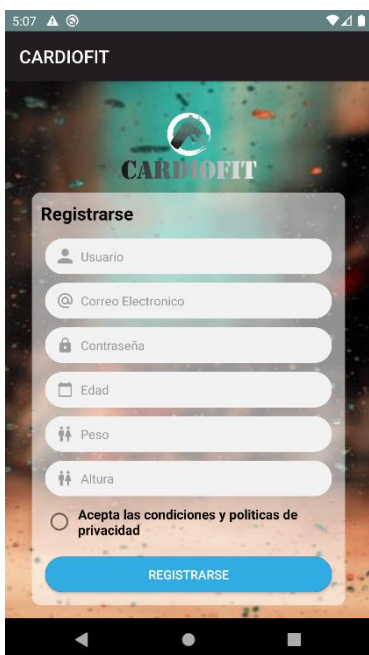 5:07
CARDIOFIT
CARDIOFIT
Registrarse
Usuario
Correo Electronico
Contraseña
Edad
Peso
Altura
Acepta las condiciones y politicas de
privacidad
REGISTRARSE